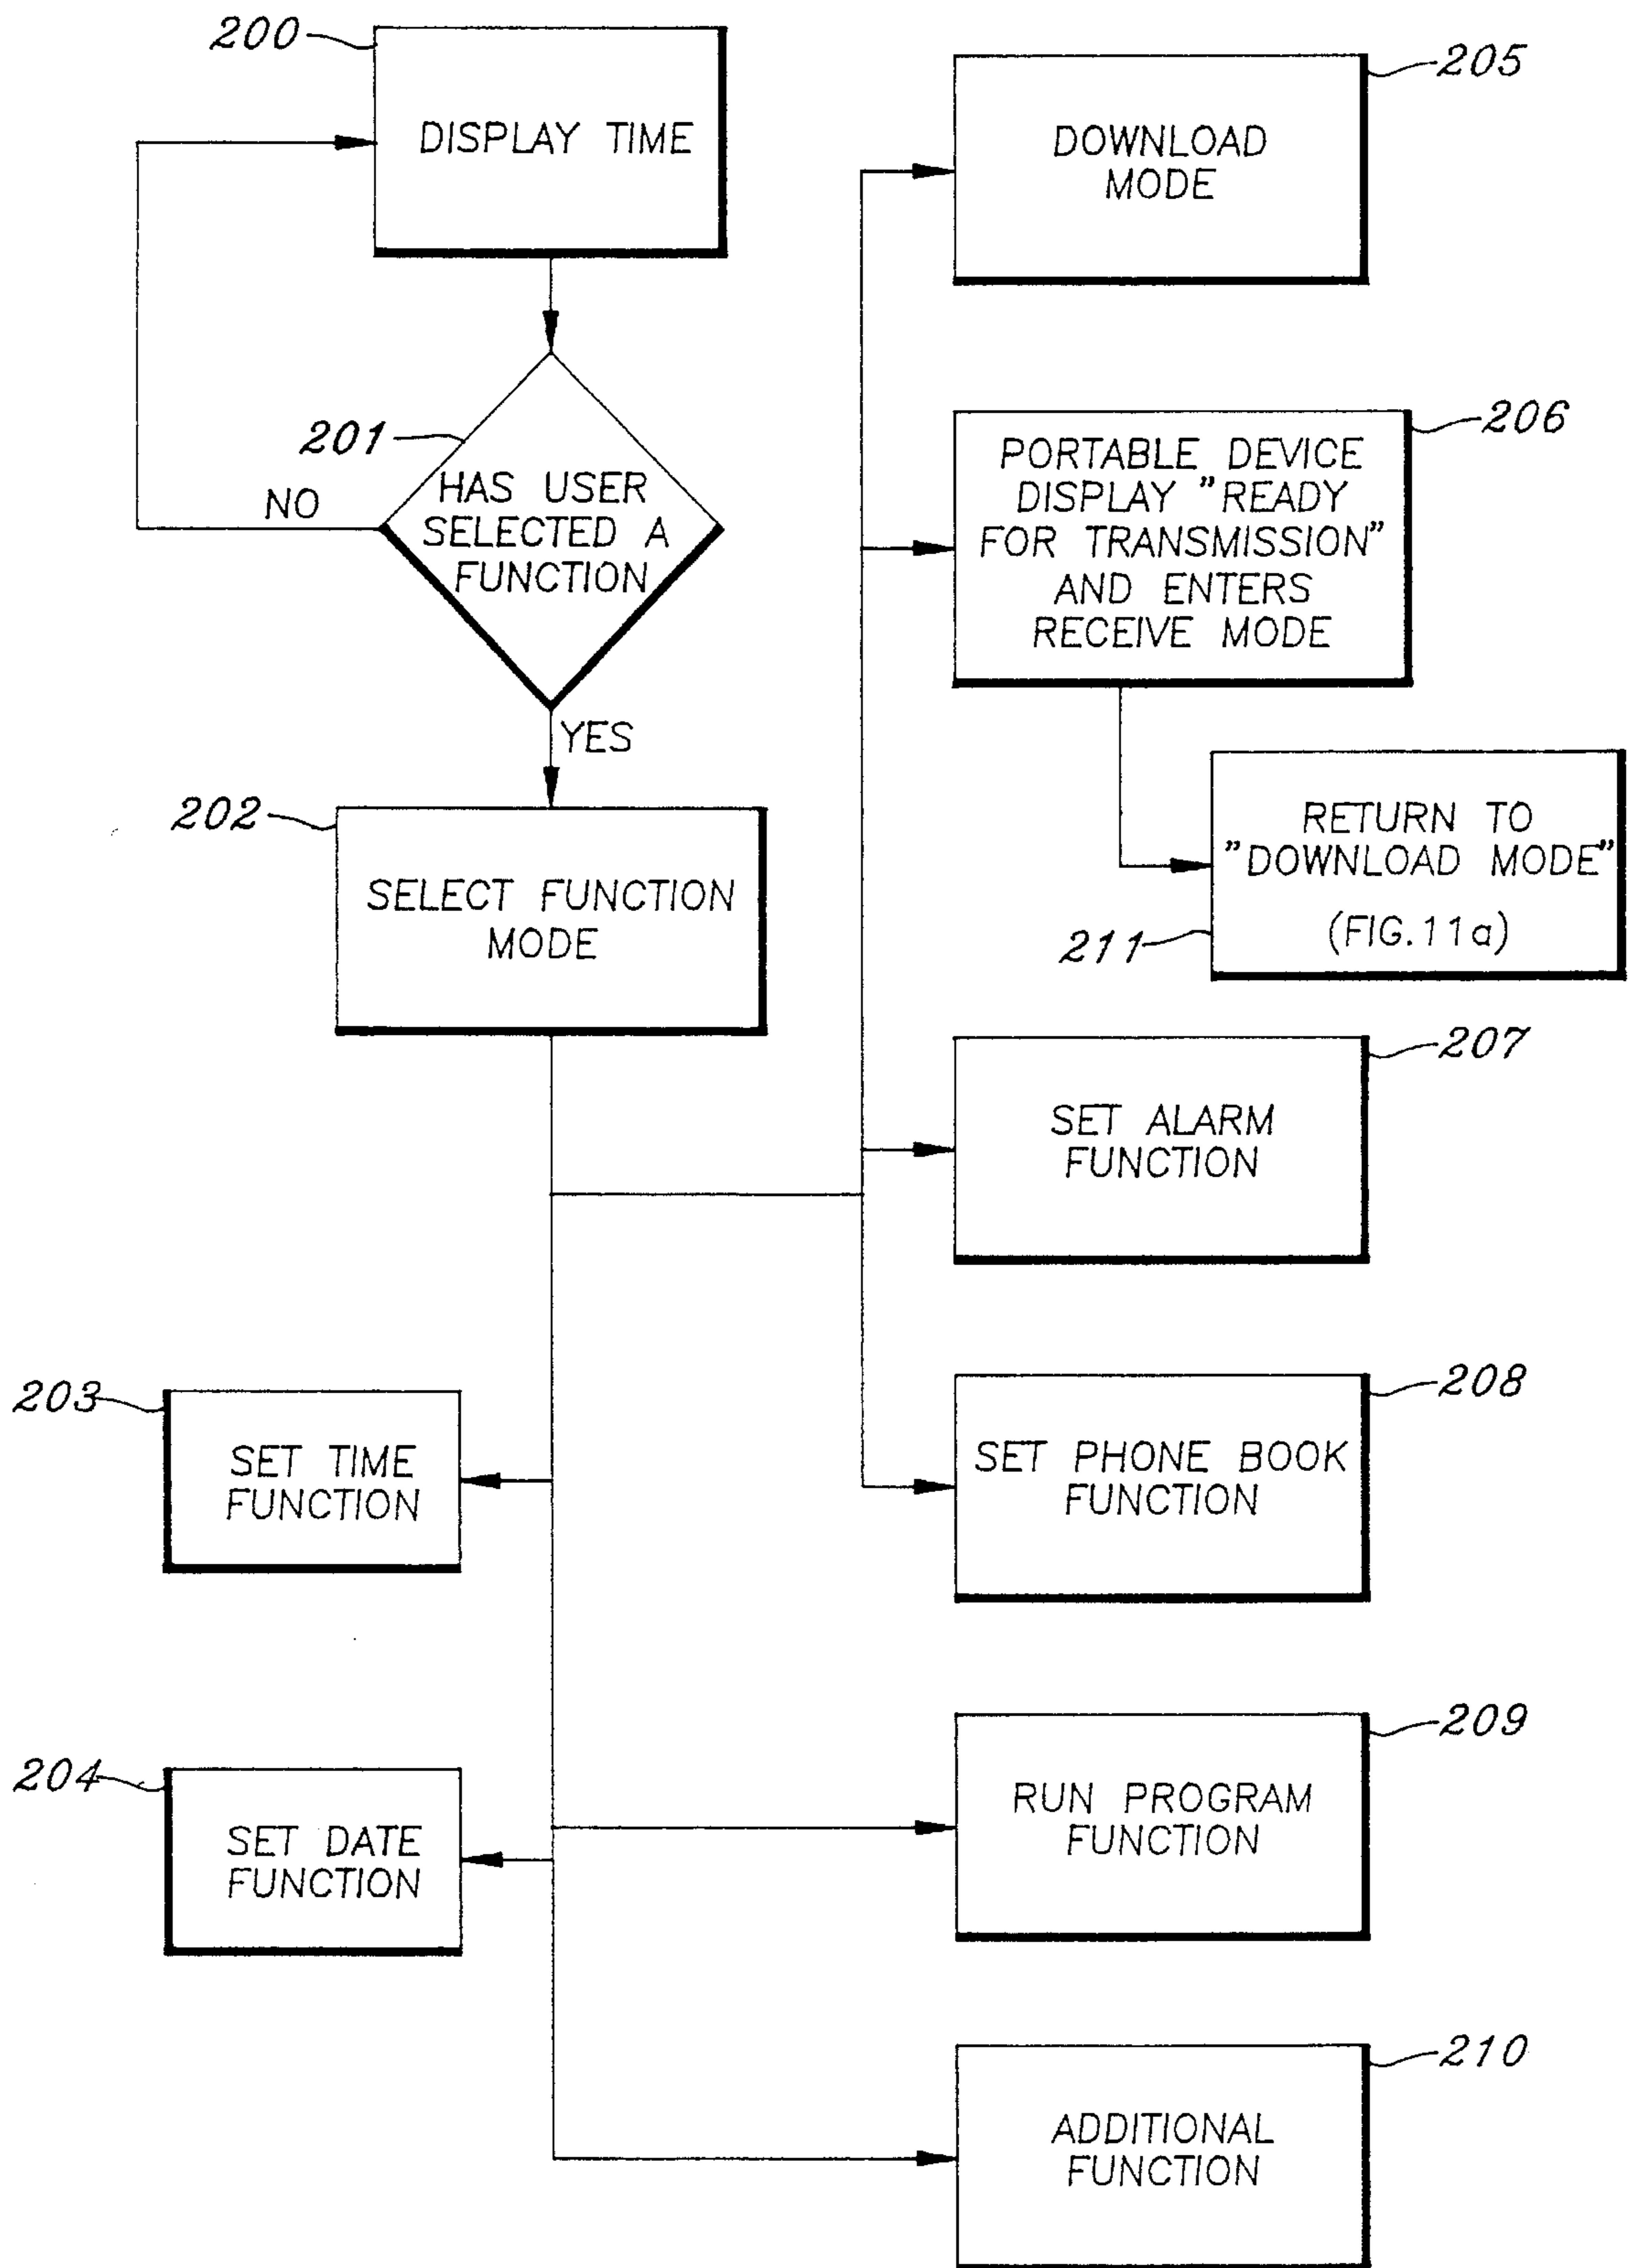 200
DISPLAY TIME
201
HAS USER
SELECTED A
FUNCTION
NO
YES
202
SELECT FUNCTION
MODE
203
SET TIME
FUNCTION
204
SET DATE
FUNCTION
205
DOWNLOAD
MODE
206
PORTABLE DEVICE
DISPLAY "READY
FOR TRANSMISSION"
AND ENTERS
RECEIVE MODE
RETURN TO
"DOWNLOAD MODE"
(FIG.11a)
211
207
SET ALARM
FUNCTION
208
SET PHONE BOOK
FUNCTION
209
RUN PROGRAM
FUNCTION
210
ADDITIONAL
FUNCTION